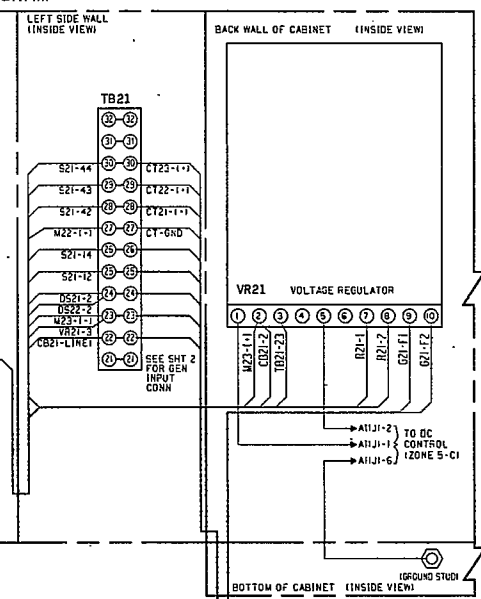 LEFT SIDE WALL
(INSIDE VIEW)
BACK WALL OF CABINET (INSIDE VIEW)
TB21
32 32
31 31
S21-44 30 30 CT23-(+)
S21-43 29 29 CT22-(+)
S21-42 28 28 CT21-(+)
M22-(-) 27 27 CT-GND
S21-14 26 26
S21-12 25 25
DS21-2 24 24
DS22-2
M23-(-) 23 23
VR21-3
CB21-LINE1 22 22
21 21
SEE SHT 2
FOR GEN
INPUT
CONN
VR21 VOLTAGE REGULATOR
1 2 3 4 5 6 7 8 9 10
M23-(+)
CB21-2
TB21-23
R21-1
R21-2
G21-F1
G21-F2
A11J1-2
A11J1-1
A11J1-6
TO DC
CONTROL
(ZONE 5-C)
(GROUND STUD)
BOTTOM OF CABINET (INSIDE VIEW)